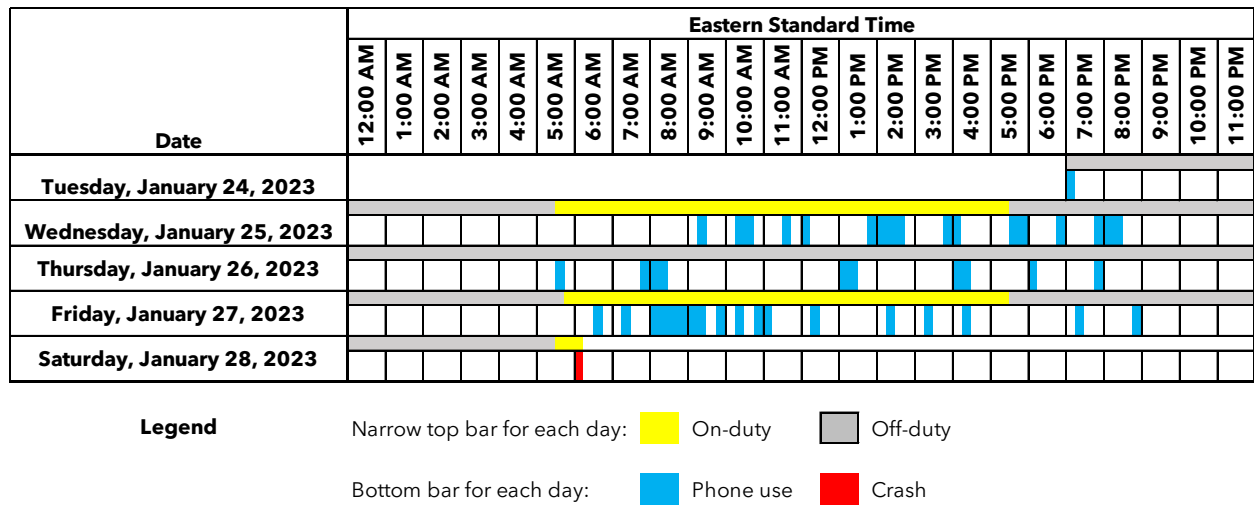 Eastern Standard Time
Date
12:00 AM
1:00 AM
2:00 AM
3:00 AM
4:00 AM
5:00 AM
6:00 AM
7:00 AM
8:00 AM
9:00 AM
10:00 AM
11:00 AM
12:00 PM
1:00 PM
2:00 PM
3:00 PM
4:00 PM
5:00 PM
6:00 PM
7:00 PM
8:00 PM
9:00 PM
10:00 PM
11:00 PM
Tuesday, January 24, 2023
Wednesday, January 25, 2023
Thursday, January 26, 2023
Friday, January 27, 2023
Saturday, January 28, 2023
Legend
Narrow top bar for each day: On-duty Off-duty
Bottom bar for each day: Phone use Crash